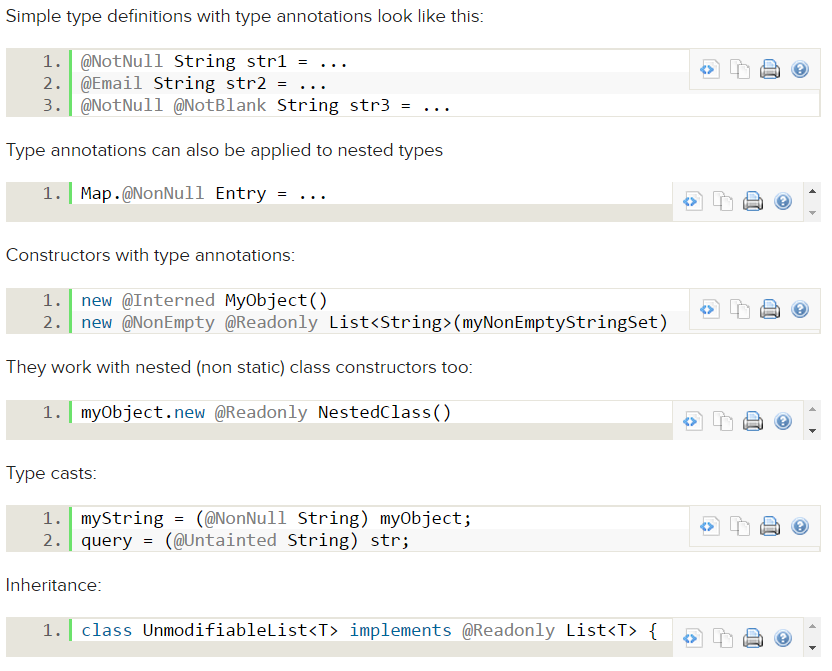 Simple type definitions with type annotations look like this:
1. @NotNull String str1 = ...
2. @Email String str2 = ...
3. @NotNull @NotBlank String str3 = ...
Type annotations can also be applied to nested types
1. Map.@NonNull Entry = ...
Constructors with type annotations:
1. new @Interned MyObject()
2. new @NonEmpty @Readonly List<String>(myNonEmptyStringSet)
They work with nested (non static) class constructors too:
1. myObject.new @Readonly NestedClass()
Type casts:
1. myString = (@NonNull String) myObject;
2. query = (@Untainted String) str;
Inheritance:
1. class UnmodifiableList<T> implements @Readonly List<T> {